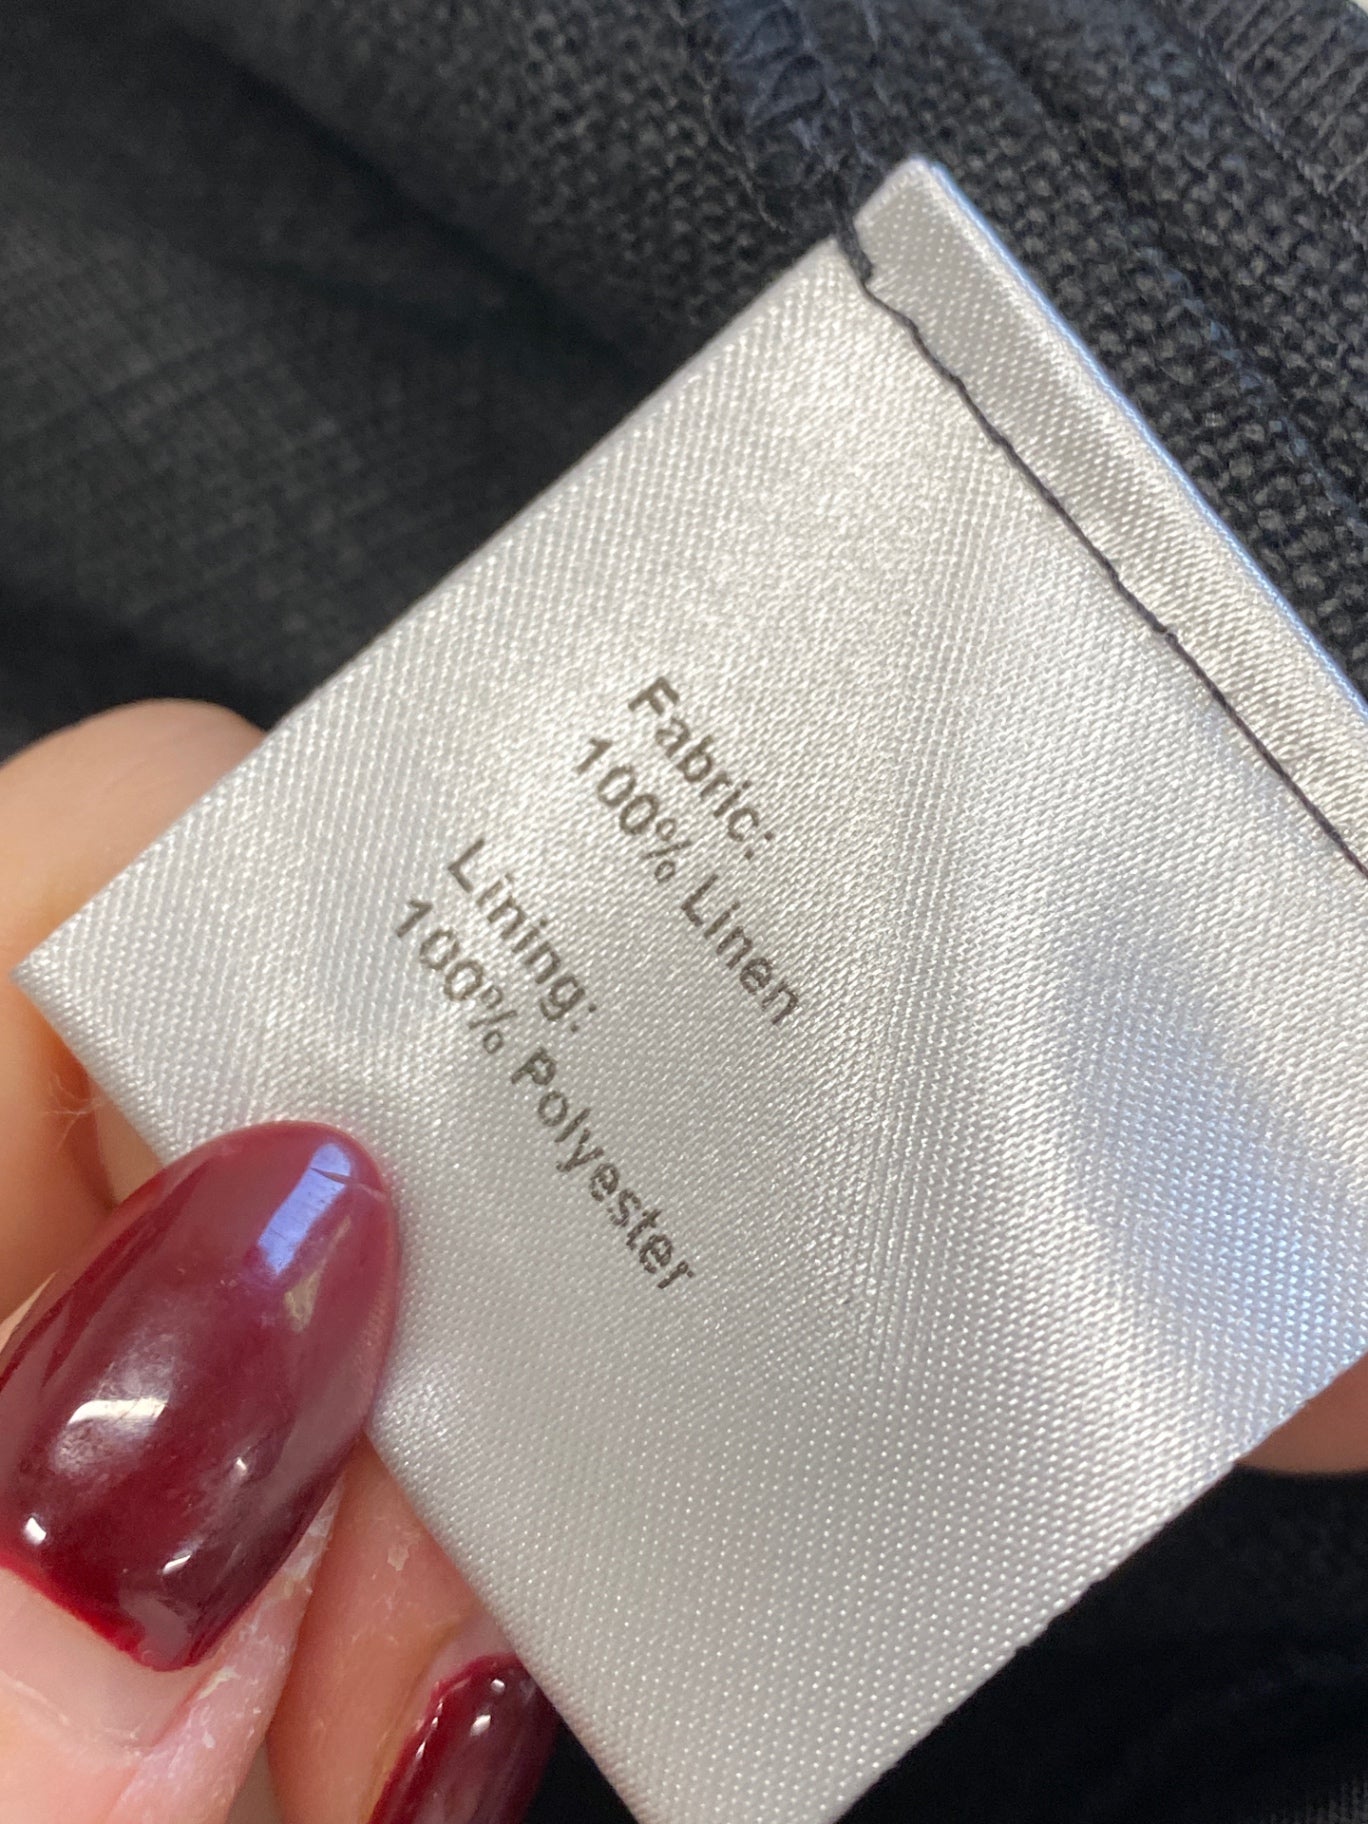 Fabric:
100% Linen
Lining:
100% Polyester